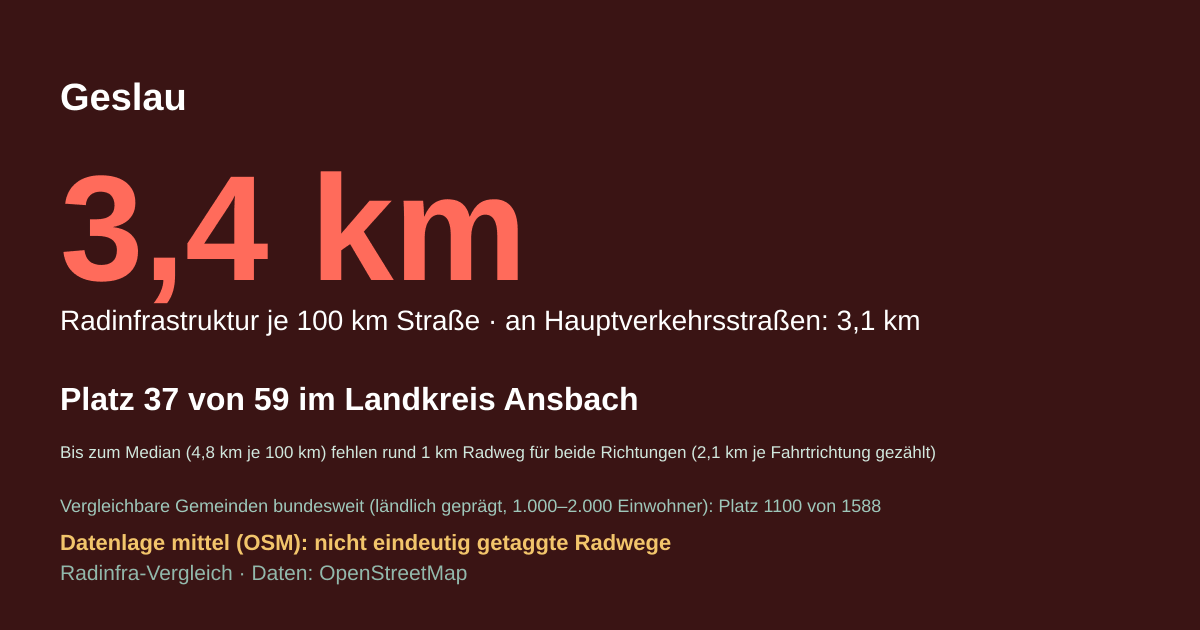 Geslau
3,4 km
Radinfrastruktur je 100 km Straße · an Hauptverkehrsstraßen: 3,1 km
Platz 37 von 59 im Landkreis Ansbach
Bis zum Median (4,8 km je 100 km) fehlen rund 1 km Radweg für beide Richtungen (2,1 km je Fahrtrichtung gezählt)
Vergleichbare Gemeinden bundesweit (ländlich geprägt, 1.000–2.000 Einwohner): Platz 1100 von 1588
Datenlage mittel (OSM): nicht eindeutig getaggte Radwege
Radinfra-Vergleich · Daten: OpenStreetMap